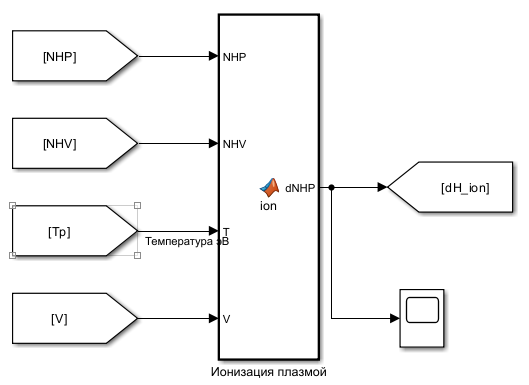 [NHP]
NHP
[NHV]
NHV
dNHP
[dH_ion]
ion
[Tp]
T
Температура эВ
[V]
V
Ионизация плазмой